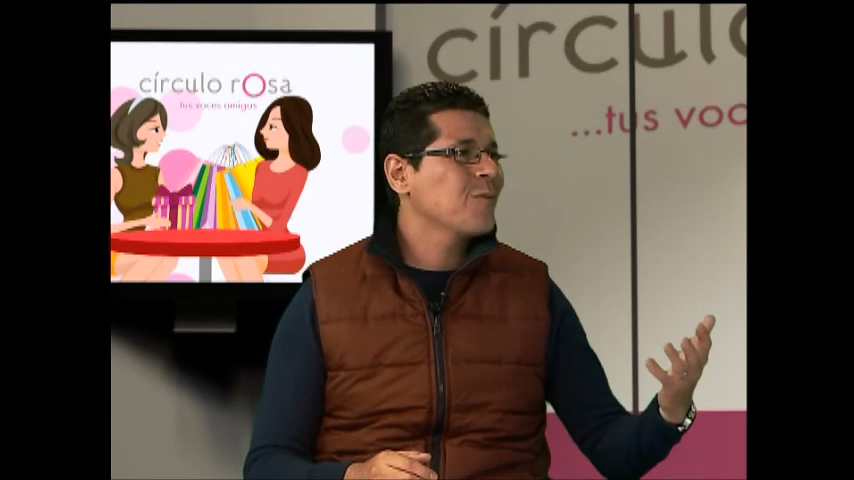 círculo rosa
...tus voces amigas
círculo
...tus voc